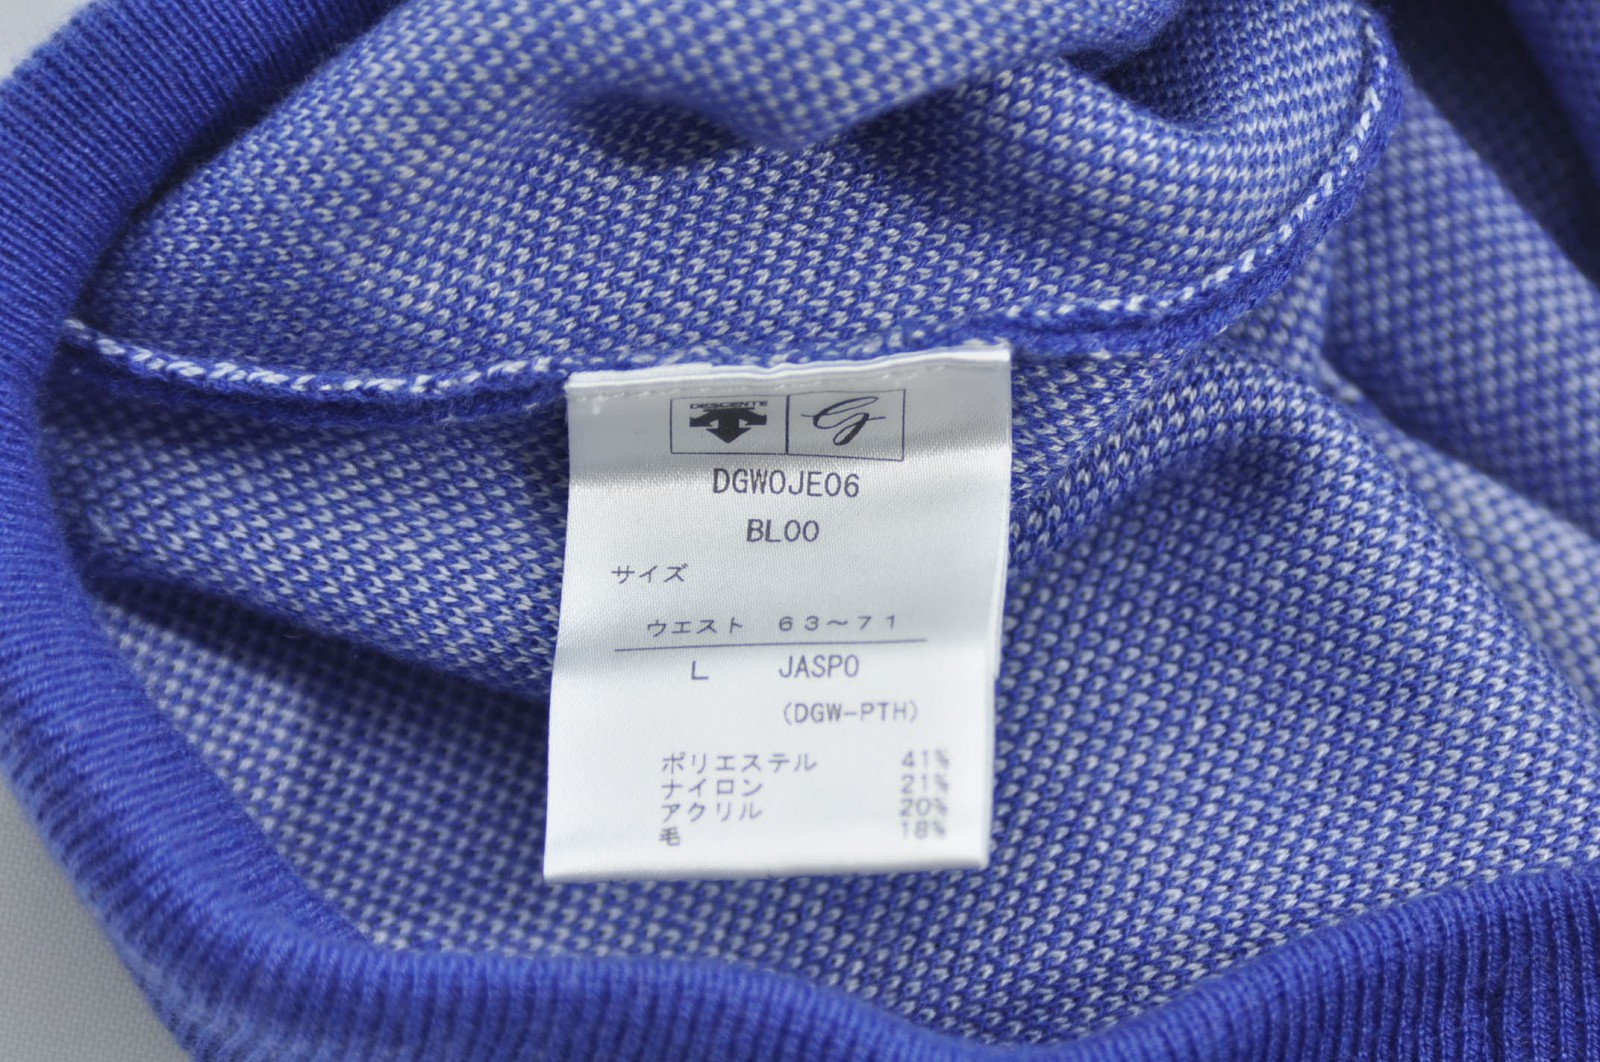 DESCENTE G
DGW0JE06
BL00
サイズ
ウエスト 63〜71
L JASPO
(DGW-PTH)
ポリエステル 41%
ナイロン 21%
アクリル 20%
毛 18%